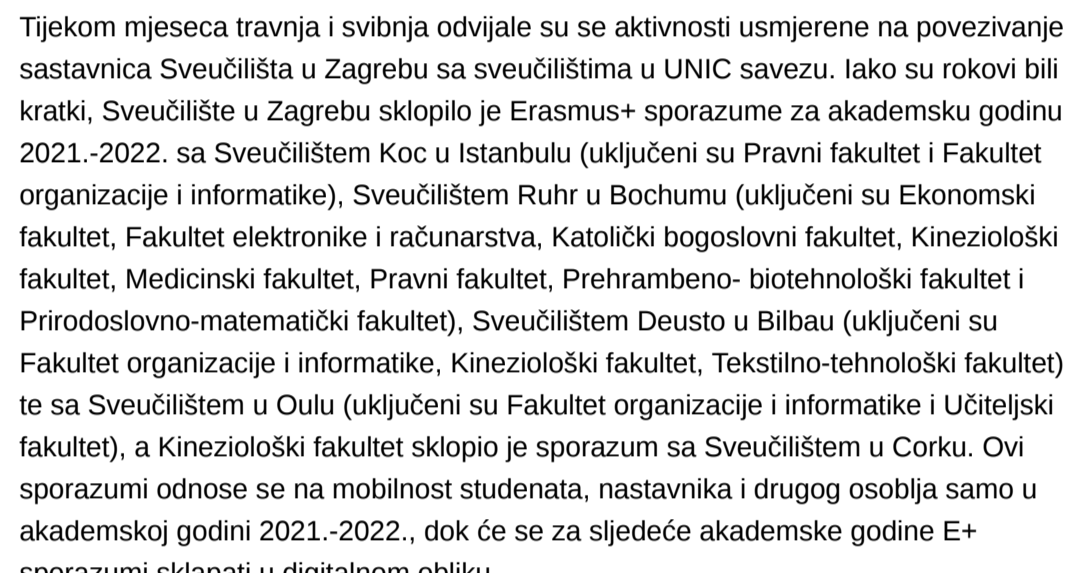 Tijekom mjeseca travnja i svibnja odvijale su se aktivnosti usmjerene na povezivanje
sastavnica Sveučilišta u Zagrebu sa sveučilištima u UNIC savezu. Iako su rokovi bili
kratki, Sveučilište u Zagrebu sklopilo je Erasmus+ sporazume za akademsku godinu
2021.-2022. sa Sveučilištem Koc u Istanbulu (uključeni su Pravni fakultet i Fakultet
organizacije i informatike), Sveučilištem Ruhr u Bochumu (uključeni su Ekonomski
fakultet, Fakultet elektronike i računarstva, Katolički bogoslovni fakultet, Kineziološki
fakultet, Medicinski fakultet, Pravni fakultet, Prehrambeno- biotehnološki fakultet i
Prirodoslovno-matematički fakultet), Sveučilištem Deusto u Bilbau (uključeni su
Fakultet organizacije i informatike, Kineziološki fakultet, Tekstilno-tehnološki fakultet)
te sa Sveučilištem u Oulu (uključeni su Fakultet organizacije i informatike i Učiteljski
fakultet), a Kineziološki fakultet sklopio je sporazum sa Sveučilištem u Corku. Ovi
sporazumi odnose se na mobilnost studenata, nastavnika i drugog osoblja samo u
akademskoj godini 2021.-2022., dok će se za sljedeće akademske godine E+
sporazumi sklapati u digitalnom obliku